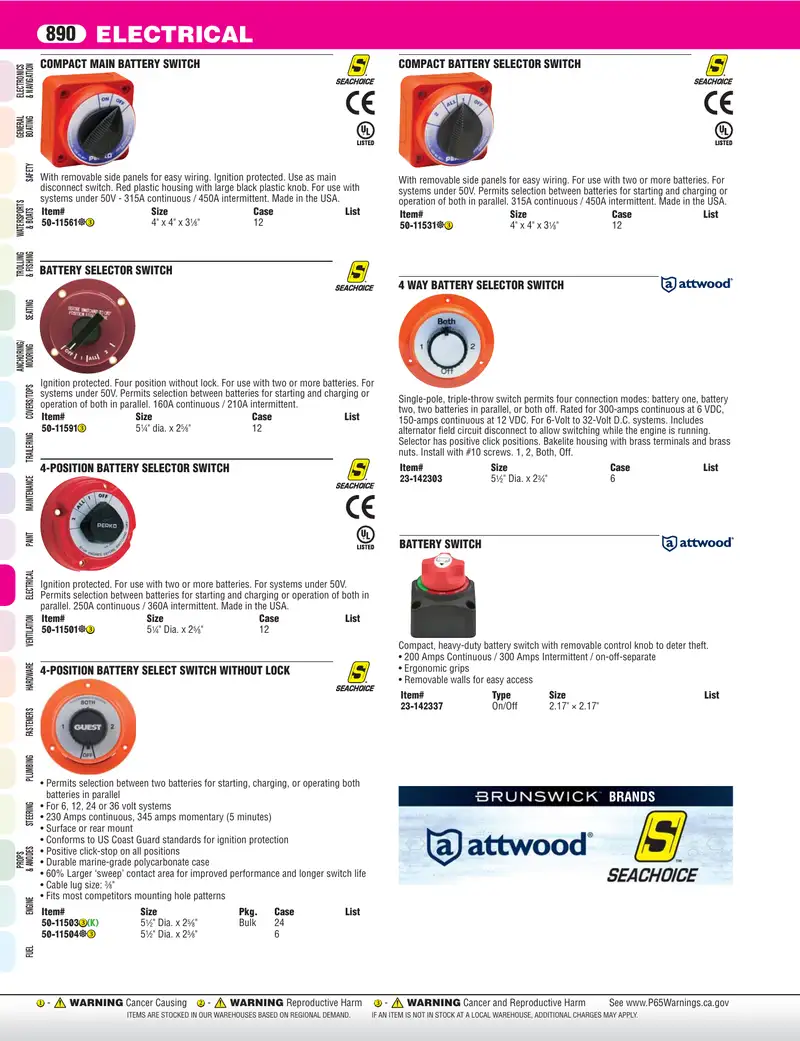 890 ELECTRICAL
ELECTRONICS
& NAVIGATION
GENERAL
BOATING
SAFETY
WATERSPORTS
& BOATS
TROLLING
& FISHING
SEATING
ANCHORING/
MOORING
COVERS/TOPS
TRAILERING
MAINTENANCE
PAINT
ELECTRICAL
VENTILATION
HARDWARE
FASTENERS
PLUMBING
STEERING
PROPS
& ANODES
ENGINE
FUEL
COMPACT MAIN BATTERY SWITCH
SEACHOICE
ON OFF
PERKO
CE
UL
LISTED
With removable side panels for easy wiring. Ignition protected. Use as main
disconnect switch. Red plastic housing with large black plastic knob. For use with
systems under 50V - 315A continuous / 450A intermittent. Made in the USA.
Item# Size Case List
50-11561 3 4" x 4" x 3⅛" 12
BATTERY SELECTOR SWITCH
SEACHOICE
Ignition protected. Four position without lock. For use with two or more batteries. For
systems under 50V. Permits selection between batteries for starting and charging or
operation of both in parallel. 160A continuous / 210A intermittent.
Item# Size Case List
50-11591 3 5¼" dia. x 2⅝" 12
4-POSITION BATTERY SELECTOR SWITCH
SEACHOICE
2 ALL 1 OFF
PERKO
CE
UL
LISTED
Ignition protected. For use with two or more batteries. For systems under 50V.
Permits selection between batteries for starting and charging or operation of both in
parallel. 250A continuous / 360A intermittent. Made in the USA.
Item# Size Case List
50-11501 3 5¼" Dia. x 2⅝" 12
4-POSITION BATTERY SELECT SWITCH WITHOUT LOCK
SEACHOICE
BOTH
1 GUEST 2
OFF
• Permits selection between two batteries for starting, charging, or operating both
batteries in parallel
• For 6, 12, 24 or 36 volt systems
• 230 Amps continuous, 345 amps momentary (5 minutes)
• Surface or rear mount
• Conforms to US Coast Guard standards for ignition protection
• Positive click-stop on all positions
• Durable marine-grade polycarbonate case
• 60% Larger ‘sweep’ contact area for improved performance and longer switch life
• Cable lug size: ⅜"
• Fits most competitors mounting hole patterns
Item# Size Pkg. Case List
50-11503 3 (K) 5½" Dia. x 2⅝" Bulk 24
50-11504 3 5½" Dia. x 2⅝" 6
COMPACT BATTERY SELECTOR SWITCH
SEACHOICE
2 ALL 1 OFF
PERKO
CE
UL
LISTED
With removable side panels for easy wiring. For use with two or more batteries. For
systems under 50V. Permits selection between batteries for starting and charging or
operation of both in parallel. 315A continuous / 450A intermittent. Made in the USA.
Item# Size Case List
50-11531 3 4" x 4" x 3⅛" 12
4 WAY BATTERY SELECTOR SWITCH
a attwood®
Both
1 2
Off
Single-pole, triple-throw switch permits four connection modes: battery one, battery
two, two batteries in parallel, or both off. Rated for 300-amps continuous at 6 VDC,
150-amps continuous at 12 VDC. For 6-Volt to 32-Volt D.C. systems. Includes
alternator field circuit disconnect to allow switching while the engine is running.
Selector has positive click positions. Bakelite housing with brass terminals and brass
nuts. Install with #10 screws. 1, 2, Both, Off.
Item# Size Case List
23-142303 5½" Dia. x 2¾" 6
BATTERY SWITCH
a attwood®
Compact, heavy-duty battery switch with removable control knob to deter theft.
• 200 Amps Continuous / 300 Amps Intermittent / on-off-separate
• Ergonomic grips
• Removable walls for easy access
Item# Type Size List
23-142337 On/Off 2.17" × 2.17"
BRUNSWICK™ BRANDS
a attwood®
SEACHOICE™
1 - WARNING Cancer Causing 2 - WARNING Reproductive Harm 3 - WARNING Cancer and Reproductive Harm See www.P65Warnings.ca.gov
ITEMS ARE STOCKED IN OUR WAREHOUSES BASED ON REGIONAL DEMAND. IF AN ITEM IS NOT IN STOCK AT A LOCAL WAREHOUSE, ADDITIONAL CHARGES MAY APPLY.